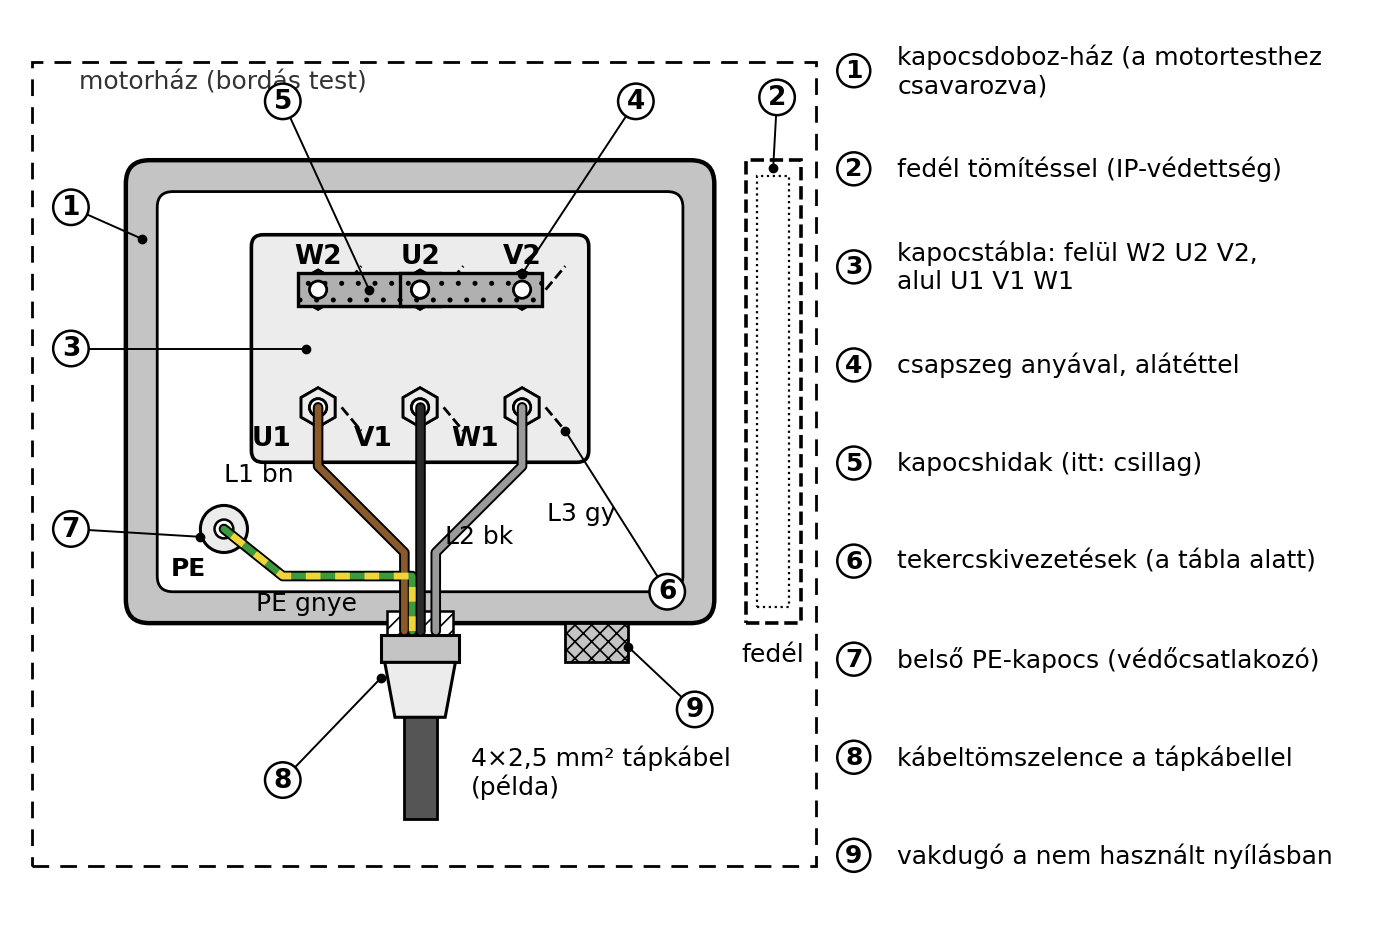 motorház (bordás test)
5
4
2
1
W2 U2 V2
3
U1 V1 W1
L1 bn
L3 gy
7
L2 bk
PE
PE gnye
6
fedél
9
8
4×2,5 mm² tápkábel
(példa)
1 kapocsdoboz-ház (a motortesthez
csavarozva)
2 fedél tömítéssel (IP-védettség)
3 kapocstábla: felül W2 U2 V2,
alul U1 V1 W1
4 csapszeg anyával, alátéttel
5 kapocshidak (itt: csillag)
6 tekercskivezetések (a tábla alatt)
7 belső PE-kapocs (védőcsatlakozó)
8 kábeltömszelence a tápkábellel
9 vakdugó a nem használt nyílásban